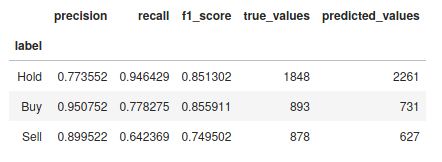 precision recall f1_score true_values predicted_values
label
Hold 0.773552 0.946429 0.851302 1848 2261
Buy 0.950752 0.778275 0.855911 893 731
Sell 0.899522 0.642369 0.749502 878 627